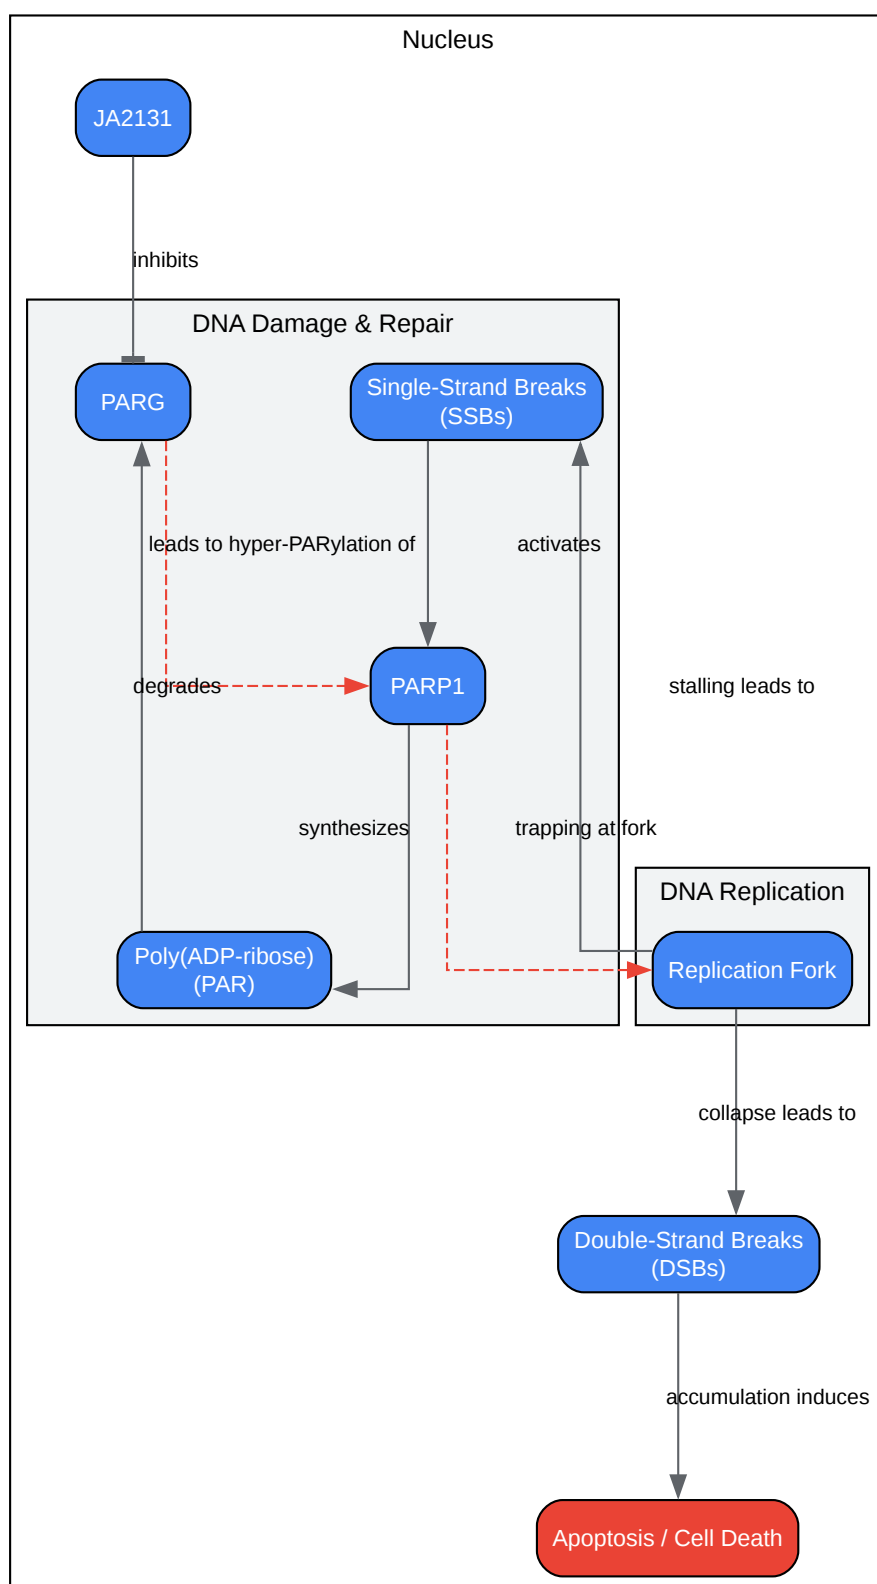 Nucleus
JA2131
inhibits
DNA Damage & Repair
PARG
Single-Strand Breaks
(SSBs)
leads to hyper-PARylation of
activates
degrades
PARP1
stalling leads to
synthesizes
trapping at fork
DNA Replication
Poly(ADP-ribose)
(PAR)
Replication Fork
collapse leads to
Double-Strand Breaks
(DSBs)
accumulation induces
Apoptosis / Cell Death